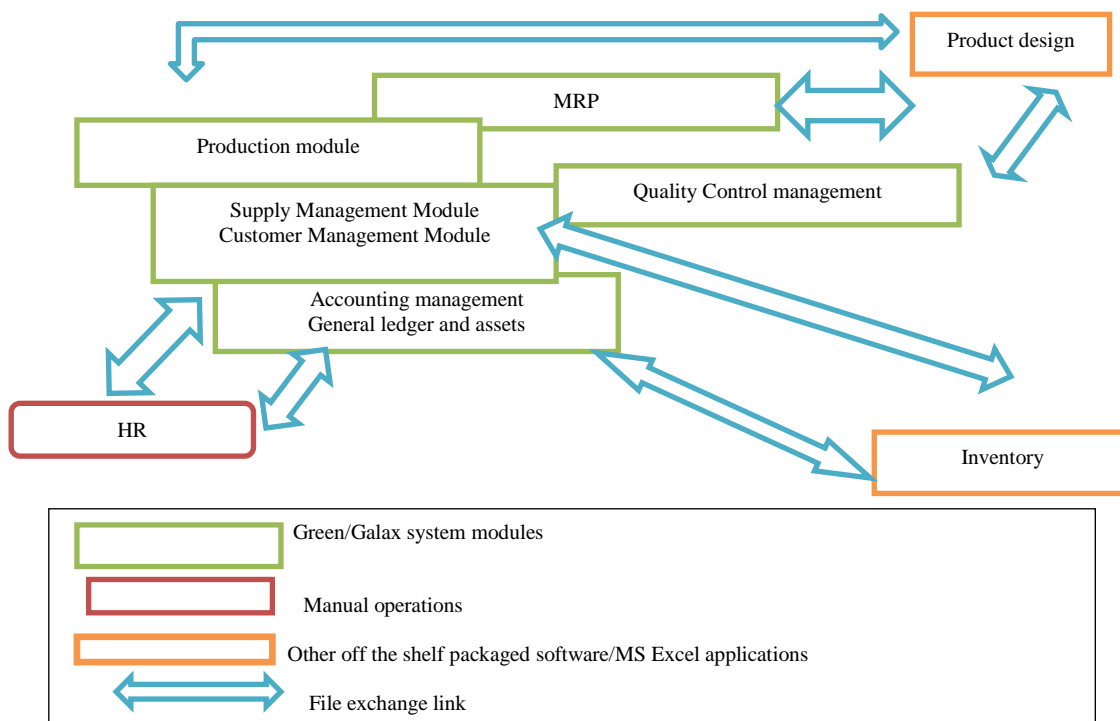 Product design
MRP
Production module
Quality Control management
Supply Management Module
Customer Management Module
Accounting management
General ledger and assets
HR
Inventory
Green/Galax system modules
Manual operations
Other off the shelf packaged software/MS Excel applications
File exchange link